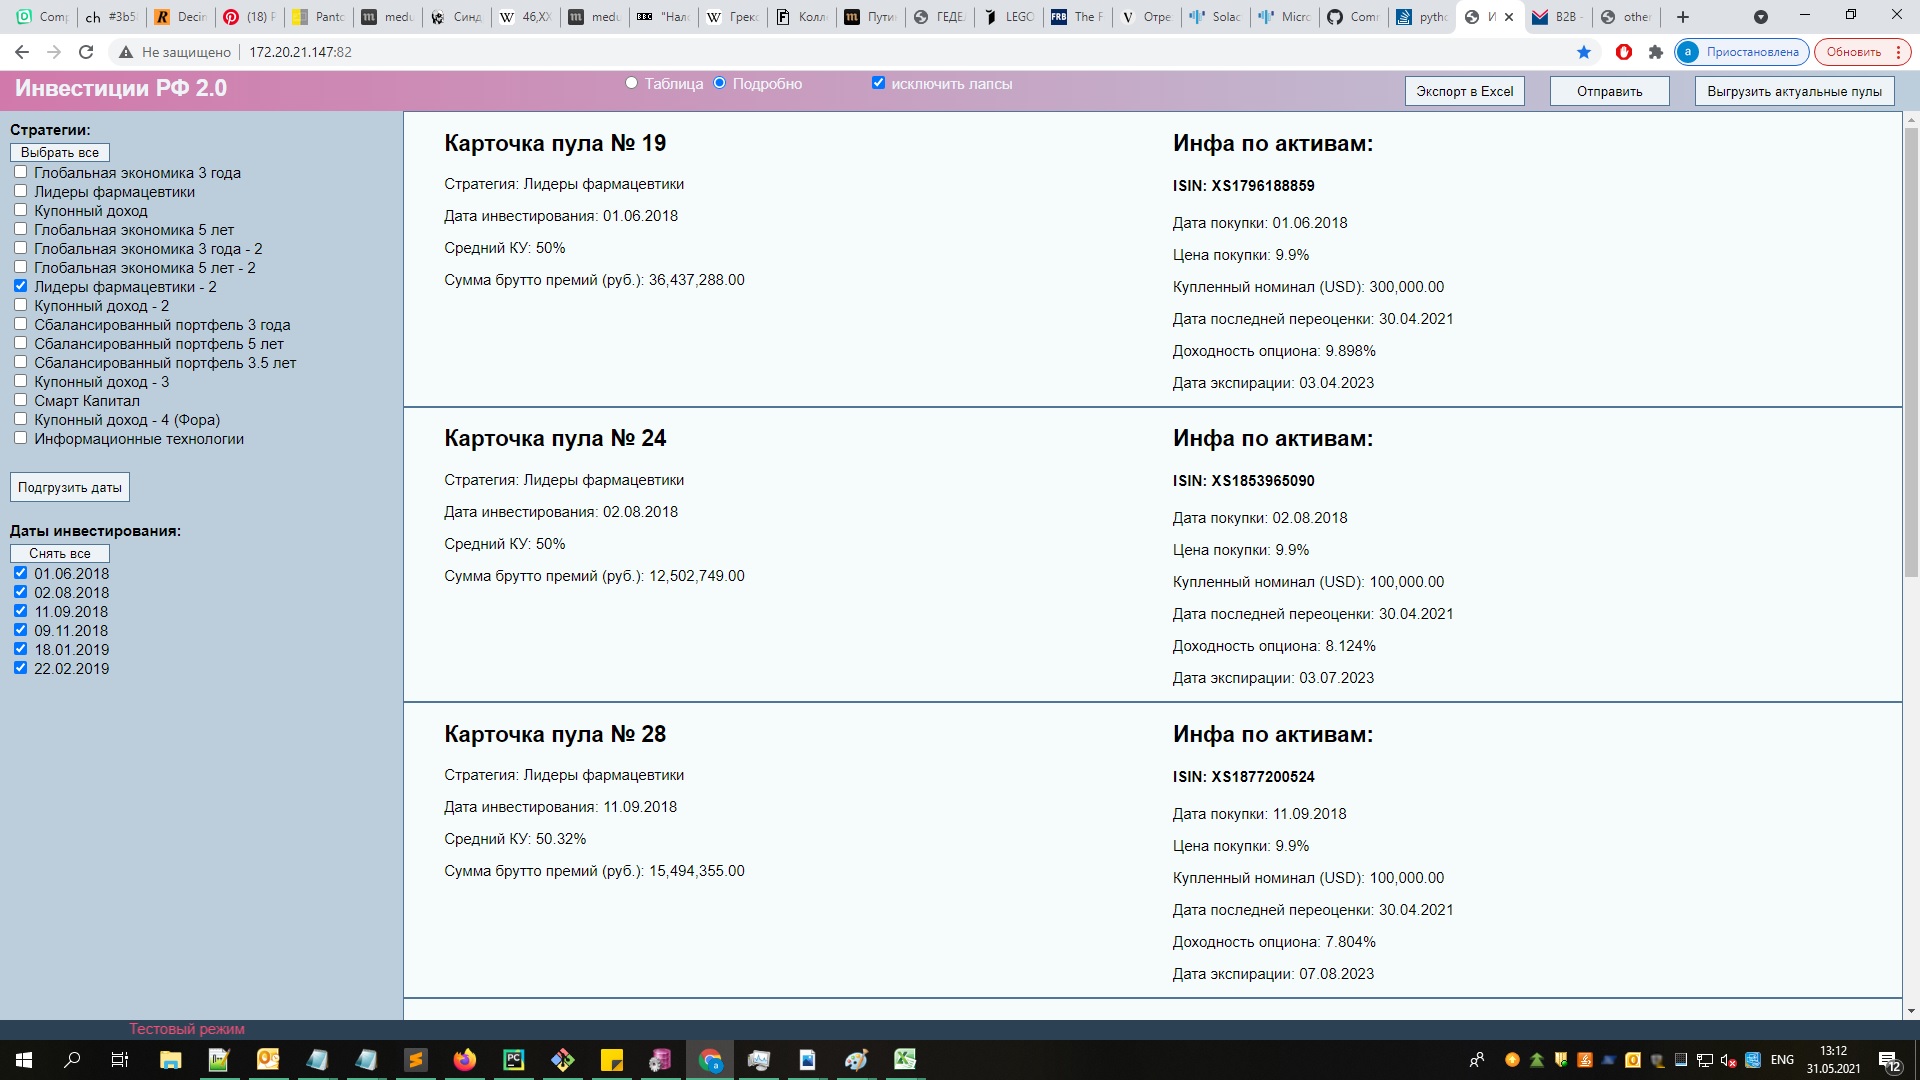 Comp
ch #3b5
Decin
(18) P
Panto
medu
Синд
46,XX
medu
BBC "Нало
Грекс
Колл
Пути
ГЕДЕЛ
LEGO
FRB The F
Отре
Solac
Micro
Comm
pytho
И
B2B -
other
Не защищено
172.20.21.147:82
a Приостановлена
Обновить
Инвестиции РФ 2.0
Таблица Подробно
исключить лапсы
Экспорт в Excel
Отправить
Выгрузить актуальные пулы
Стратегии:
Выбрать все
Глобальная экономика 3 года
Лидеры фармацевтики
Купонный доход
Глобальная экономика 5 лет
Глобальная экономика 3 года - 2
Глобальная экономика 5 лет - 2
Лидеры фармацевтики - 2
Купонный доход - 2
Сбалансированный портфель 3 года
Сбалансированный портфель 5 лет
Сбалансированный портфель 3.5 лет
Купонный доход - 3
Смарт Капитал
Купонный доход - 4 (Фора)
Информационные технологии
Подгрузить даты
Даты инвестирования:
Снять все
01.06.2018
02.08.2018
11.09.2018
09.11.2018
18.01.2019
22.02.2019
Карточка пула № 19
Стратегия: Лидеры фармацевтики
Дата инвестирования: 01.06.2018
Средний КУ: 50%
Сумма брутто премий (руб.): 36,437,288.00
Инфа по активам:
ISIN: XS1796188859
Дата покупки: 01.06.2018
Цена покупки: 9.9%
Купленный номинал (USD): 300,000.00
Дата последней переоценки: 30.04.2021
Доходность опциона: 9.898%
Дата экспирации: 03.04.2023
Карточка пула № 24
Стратегия: Лидеры фармацевтики
Дата инвестирования: 02.08.2018
Средний КУ: 50%
Сумма брутто премий (руб.): 12,502,749.00
Инфа по активам:
ISIN: XS1853965090
Дата покупки: 02.08.2018
Цена покупки: 9.9%
Купленный номинал (USD): 100,000.00
Дата последней переоценки: 30.04.2021
Доходность опциона: 8.124%
Дата экспирации: 03.07.2023
Карточка пула № 28
Стратегия: Лидеры фармацевтики
Дата инвестирования: 11.09.2018
Средний КУ: 50.32%
Сумма брутто премий (руб.): 15,494,355.00
Инфа по активам:
ISIN: XS1877200524
Дата покупки: 11.09.2018
Цена покупки: 9.9%
Купленный номинал (USD): 100,000.00
Дата последней переоценки: 30.04.2021
Доходность опциона: 7.804%
Дата экспирации: 07.08.2023
Тестовый режим
ENG
13:12
31.05.2021
12